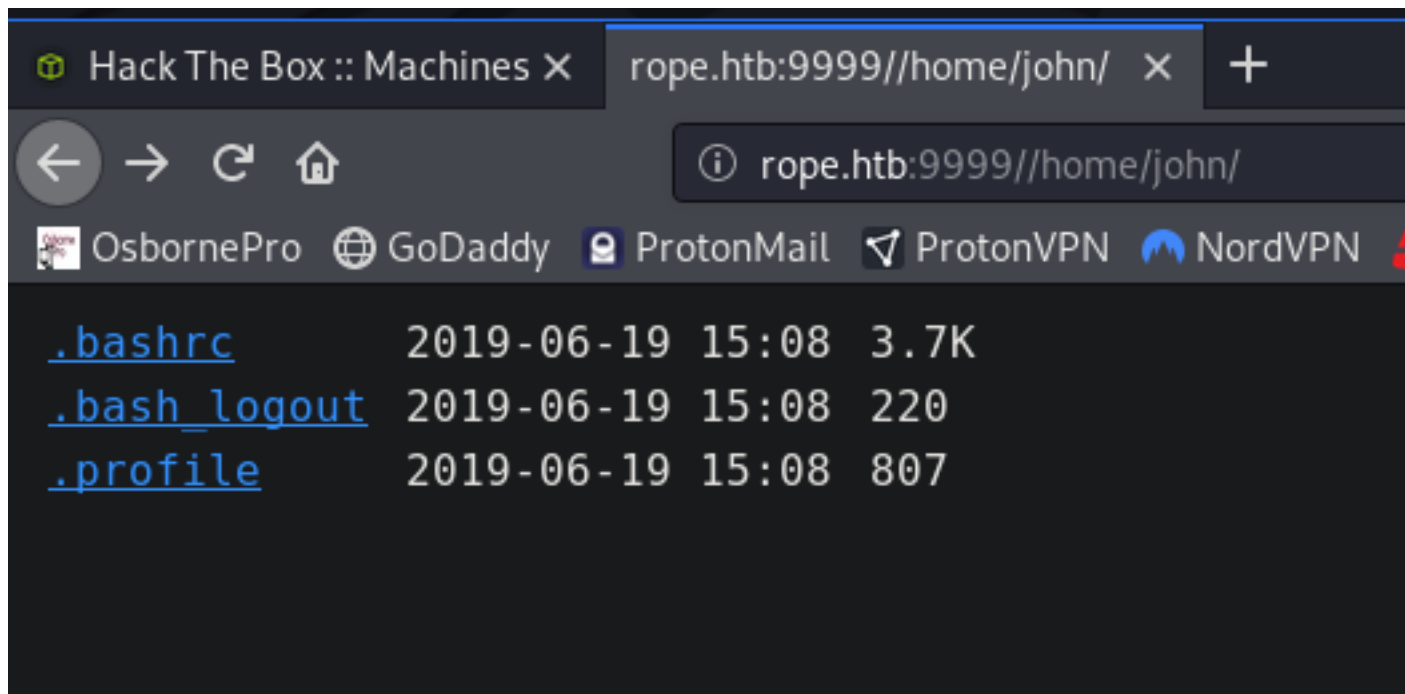 Hack The Box :: Machines × rope.htb:9999//home/john/ × +
rope.htb:9999//home/john/
OsbornePro GoDaddy ProtonMail ProtonVPN NordVPN
.bashrc 2019-06-19 15:08 3.7K
.bash_logout 2019-06-19 15:08 220
.profile 2019-06-19 15:08 807